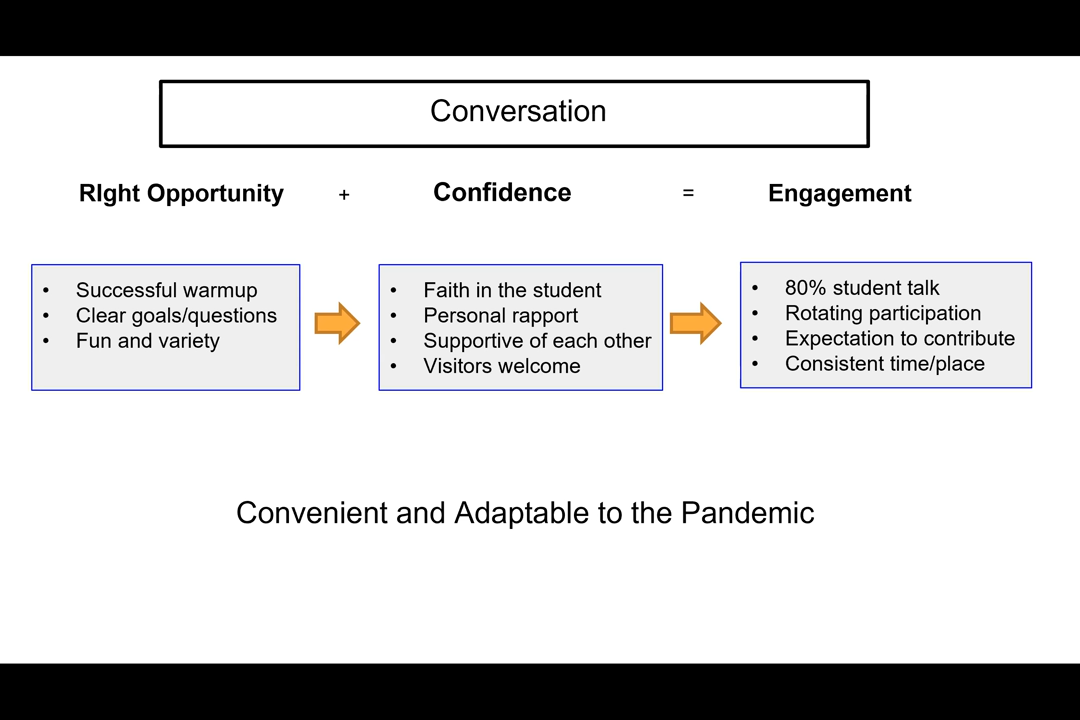 Conversation
RIght Opportunity + Confidence = Engagement
• Successful warmup
• Clear goals/questions
• Fun and variety
• Faith in the student
• Personal rapport
• Supportive of each other
• Visitors welcome
• 80% student talk
• Rotating participation
• Expectation to contribute
• Consistent time/place
Convenient and Adaptable to the Pandemic